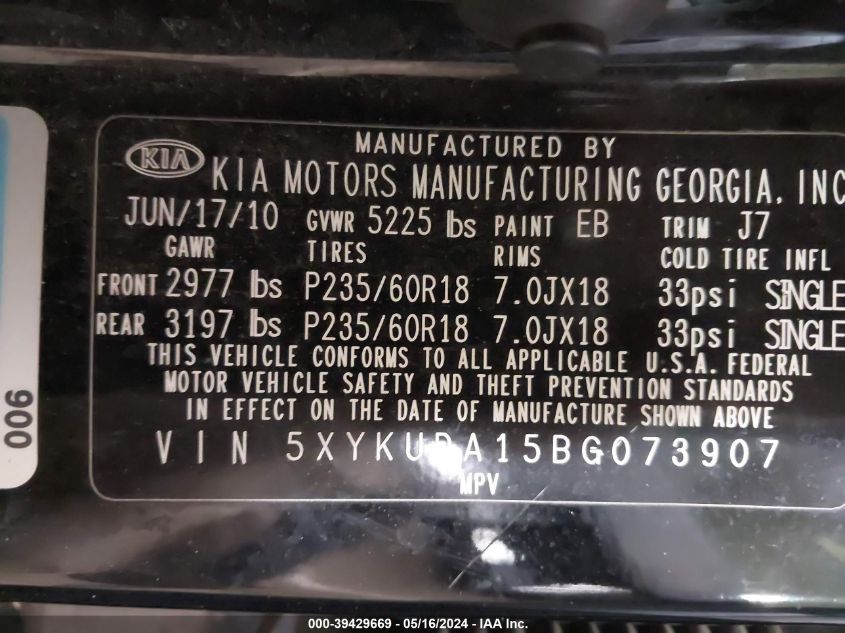 MANUFACTURED BY
KIA KIA MOTORS MANUFACTURING GEORGIA, INC
JUN/17/10 GVWR 5225 lbs PAINT EB TRIM J7
GAWR TIRES RIMS COLD TIRE INFL
FRONT 2977 lbs P235/60R18 7.0JX18 33psi SINGLE
REAR 3197 lbs P235/60R18 7.0JX18 33psi SINGLE
THIS VEHICLE CONFORMS TO ALL APPLICABLE U.S.A. FEDERAL
MOTOR VEHICLE SAFETY AND THEFT PREVENTION STANDARDS
IN EFFECT ON THE DATE OF MANUFACTURE SHOWN ABOVE
VIN 5XYKUDA15BG073907
MPV
006
000-39429669 - 05/16/2024 - IAA Inc.